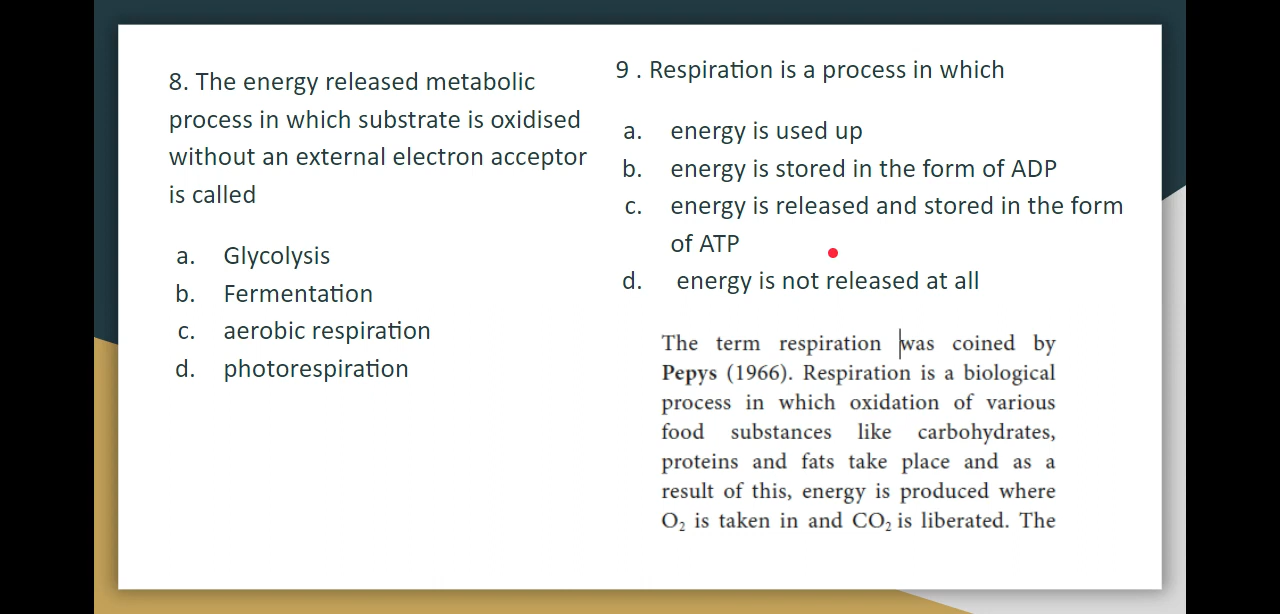 8. The energy released metabolic
process in which substrate is oxidised
without an external electron acceptor
is called
a. Glycolysis
b. Fermentation
c. aerobic respiration
d. photorespiration
9 . Respiration is a process in which
a. energy is used up
b. energy is stored in the form of ADP
c. energy is released and stored in the form
of ATP
d. energy is not released at all
The term respiration was coined by
Pepys (1966). Respiration is a biological
process in which oxidation of various
food substances like carbohydrates,
proteins and fats take place and as a
result of this, energy is produced where
O₂ is taken in and CO₂ is liberated. The